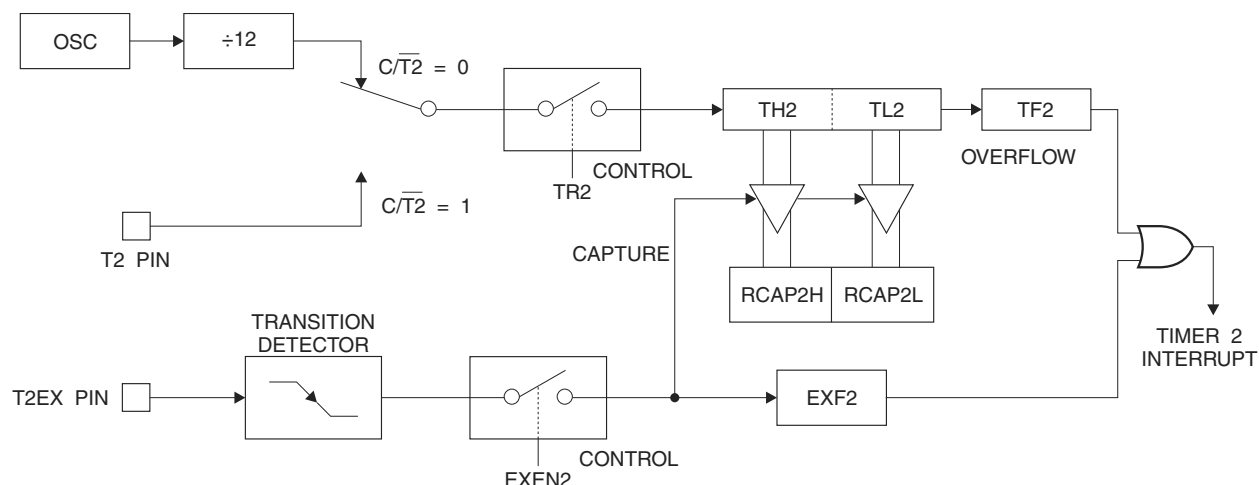 OSC
÷12
C/T2 = 0
TH2
TL2
TF2
OVERFLOW
CONTROL
TR2
C/T2 = 1
T2 PIN
CAPTURE
RCAP2H
RCAP2L
TRANSITION
DETECTOR
TIMER 2
INTERRUPT
T2EX PIN
EXF2
CONTROL
EXEN2